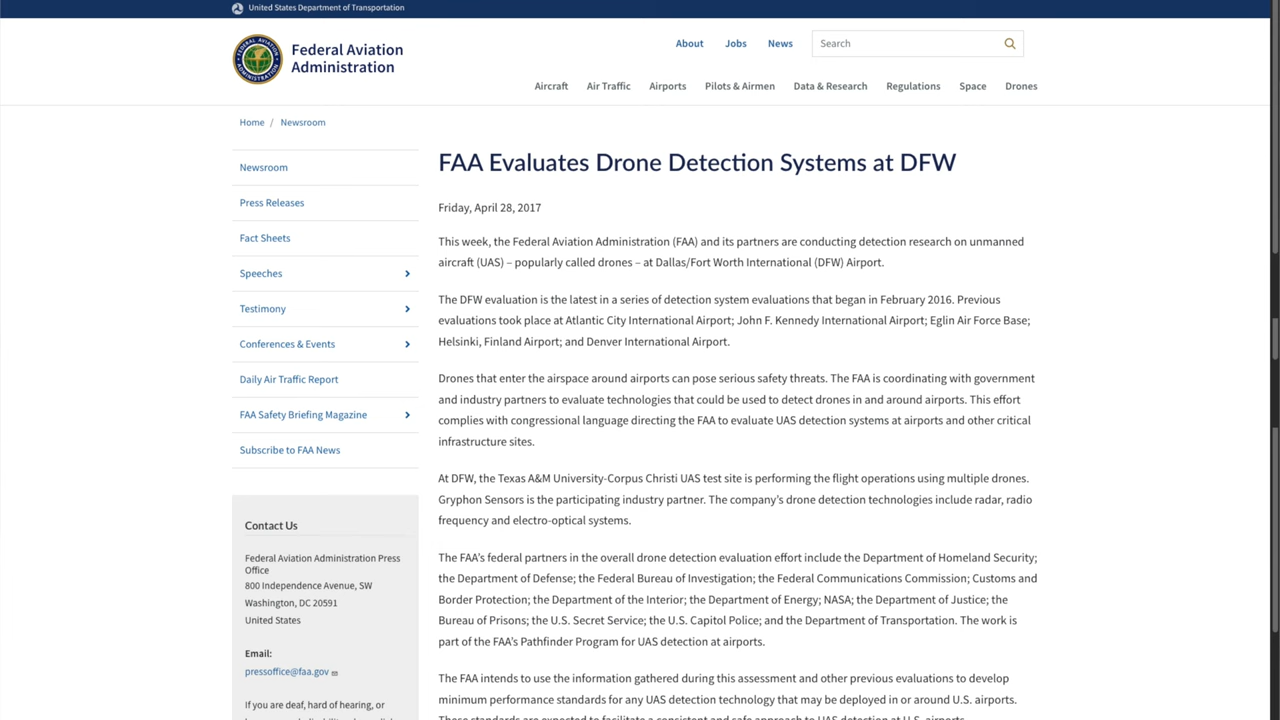 United States Department of Transportation
Federal Aviation
Administration
About Jobs News Search
Aircraft Air Traffic Airports Pilots & Airmen Data & Research Regulations Space Drones
Home / Newsroom
Newsroom
Press Releases
Fact Sheets
Speeches
Testimony
Conferences & Events
Daily Air Traffic Report
FAA Safety Briefing Magazine
Subscribe to FAA News
Contact Us
Federal Aviation Administration Press
Office
800 Independence Avenue, SW
Washington, DC 20591
United States
Email:
pressoffice@faa.gov
If you are deaf, hard of hearing, or
FAA Evaluates Drone Detection Systems at DFW
Friday, April 28, 2017
This week, the Federal Aviation Administration (FAA) and its partners are conducting detection research on unmanned
aircraft (UAS) – popularly called drones – at Dallas/Fort Worth International (DFW) Airport.
The DFW evaluation is the latest in a series of detection system evaluations that began in February 2016. Previous
evaluations took place at Atlantic City International Airport; John F. Kennedy International Airport; Eglin Air Force Base;
Helsinki, Finland Airport; and Denver International Airport.
Drones that enter the airspace around airports can pose serious safety threats. The FAA is coordinating with government
and industry partners to evaluate technologies that could be used to detect drones in and around airports. This effort
complies with congressional language directing the FAA to evaluate UAS detection systems at airports and other critical
infrastructure sites.
At DFW, the Texas A&M University-Corpus Christi UAS test site is performing the flight operations using multiple drones.
Gryphon Sensors is the participating industry partner. The company's drone detection technologies include radar, radio
frequency and electro-optical systems.
The FAA's federal partners in the overall drone detection evaluation effort include the Department of Homeland Security;
the Department of Defense; the Federal Bureau of Investigation; the Federal Communications Commission; Customs and
Border Protection; the Department of the Interior; the Department of Energy; NASA; the Department of Justice; the
Bureau of Prisons; the U.S. Secret Service; the U.S. Capitol Police; and the Department of Transportation. The work is
part of the FAA's Pathfinder Program for UAS detection at airports.
The FAA intends to use the information gathered during this assessment and other previous evaluations to develop
minimum performance standards for any UAS detection technology that may be deployed in or around U.S. airports.
These standards are expected to facilitate a consistent and safe approach to UAS detection at U.S. airports.